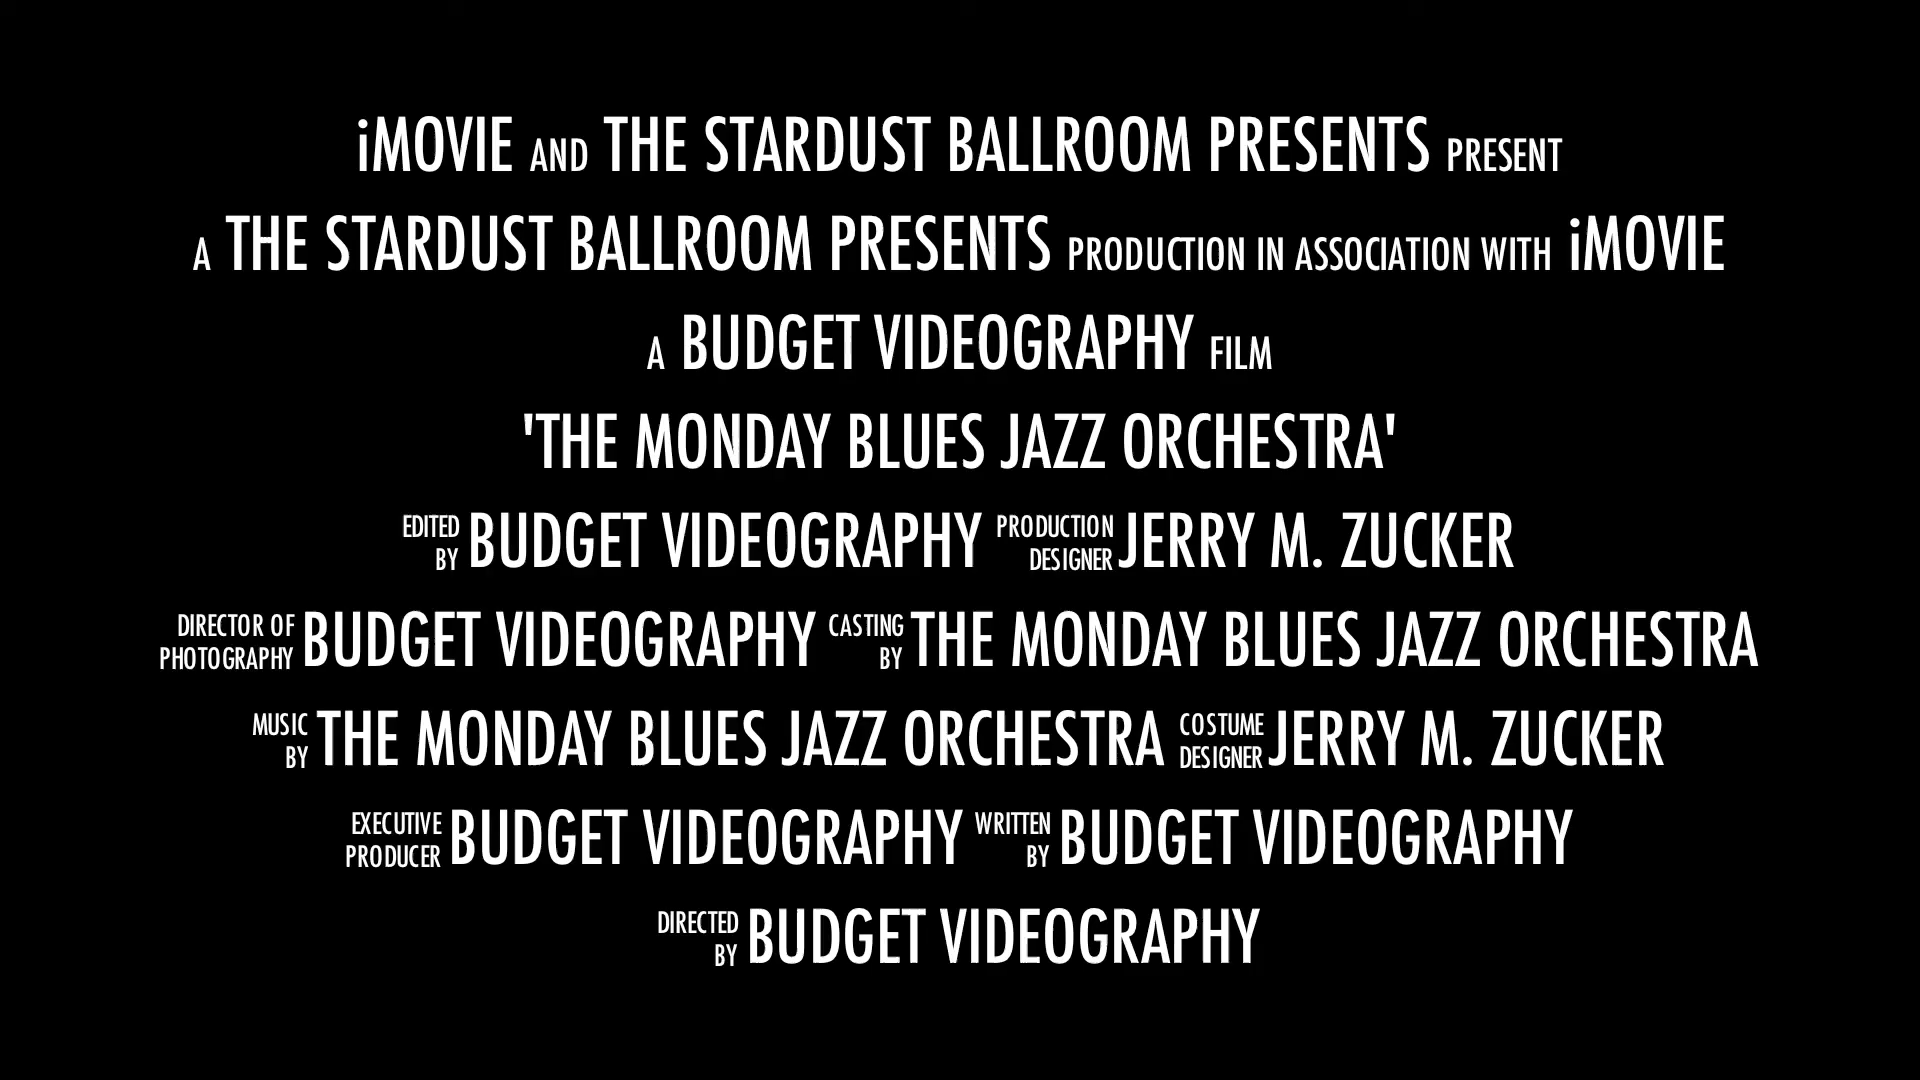 iMOVIE AND THE STARDUST BALLROOM PRESENTS PRESENT
A THE STARDUST BALLROOM PRESENTS PRODUCTION IN ASSOCIATION WITH iMOVIE
A BUDGET VIDEOGRAPHY FILM
'THE MONDAY BLUES JAZZ ORCHESTRA'
EDITED BY BUDGET VIDEOGRAPHY PRODUCTION DESIGNER JERRY M. ZUCKER
DIRECTOR OF PHOTOGRAPHY BUDGET VIDEOGRAPHY CASTING BY THE MONDAY BLUES JAZZ ORCHESTRA
MUSIC BY THE MONDAY BLUES JAZZ ORCHESTRA COSTUME DESIGNER JERRY M. ZUCKER
EXECUTIVE PRODUCER BUDGET VIDEOGRAPHY WRITTEN BY BUDGET VIDEOGRAPHY
DIRECTED BY BUDGET VIDEOGRAPHY